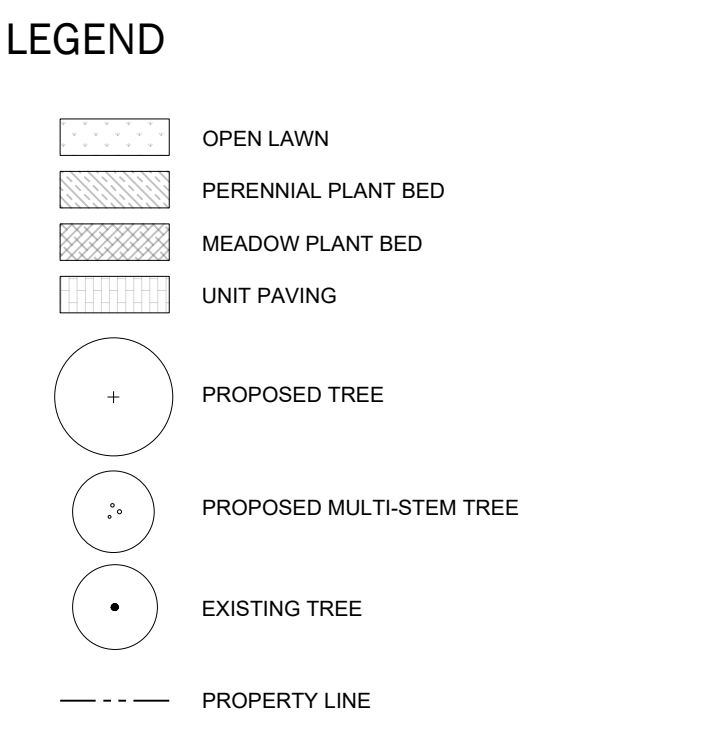 LEGEND
OPEN LAWN
PERENNIAL PLANT BED
MEADOW PLANT BED
UNIT PAVING
PROPOSED TREE
PROPOSED MULTI-STEM TREE
EXISTING TREE
PROPERTY LINE